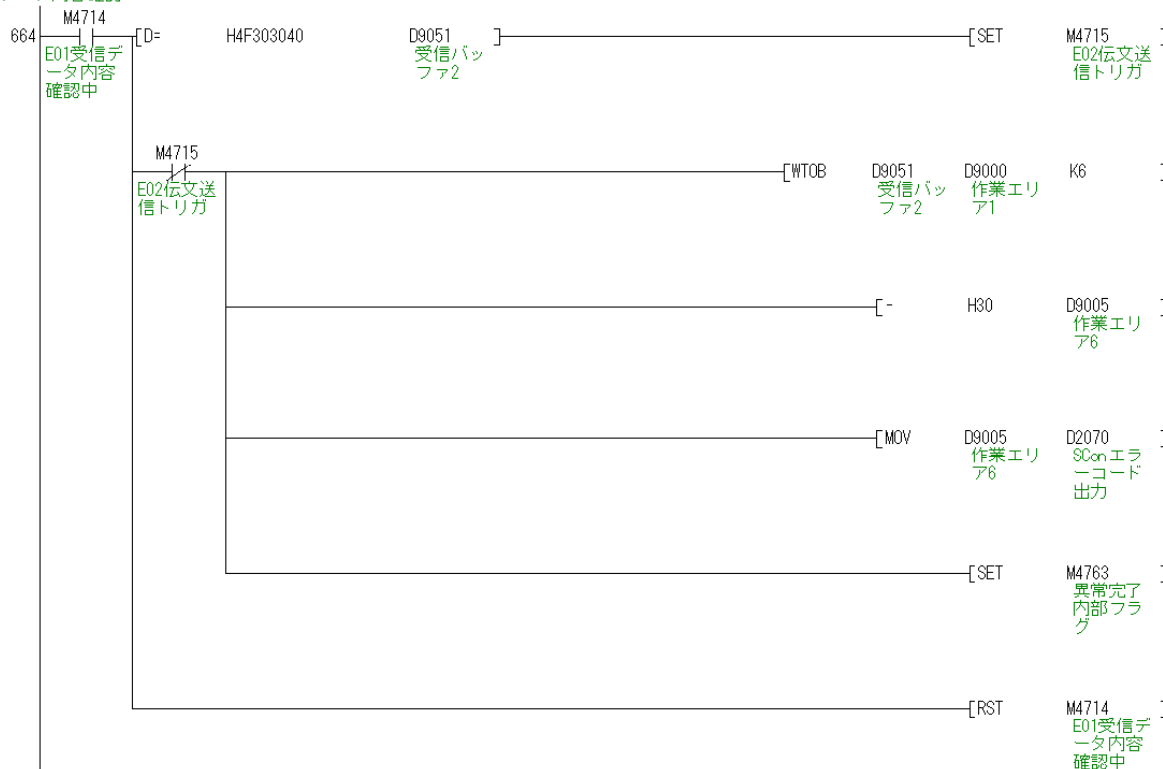 M4714
664
D=
H4F303040
D9051
SET
M4715
E01受信デ
ータ内容
確認中
受信バッ
ファ2
E02伝文送
信トリガ
M4715
E02伝文送
信トリガ
WTOB
D9051
D9000
K6
受信バッ
ファ2
作業エリ
ア1
-
H30
D9005
作業エリ
ア6
MOV
D9005
D2070
作業エリ
ア6
SConエラ
ーコード
出力
SET
M4763
異常完了
内部フラ
グ
RST
M4714
E01受信デ
ータ内容
確認中